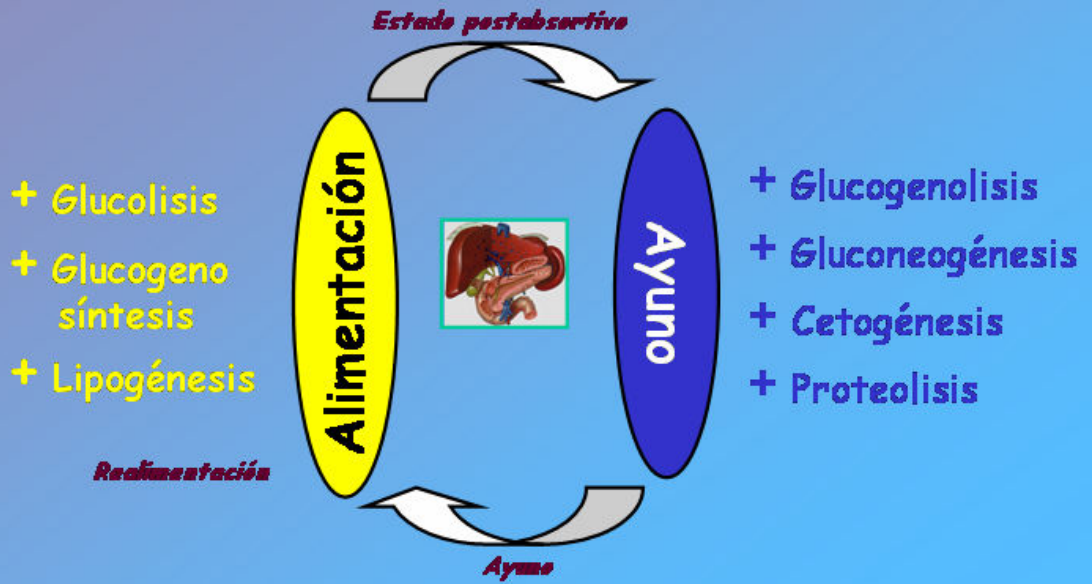 Estado postabsortivo
Alimentación
+ Glucolisis
+ Glucogeno
síntesis
+ Lipogénesis
Realimentación
Ayuno
+ Glucogenolisis
+ Gluconeogénesis
+ Cetogénesis
+ Proteolisis
Ayuno